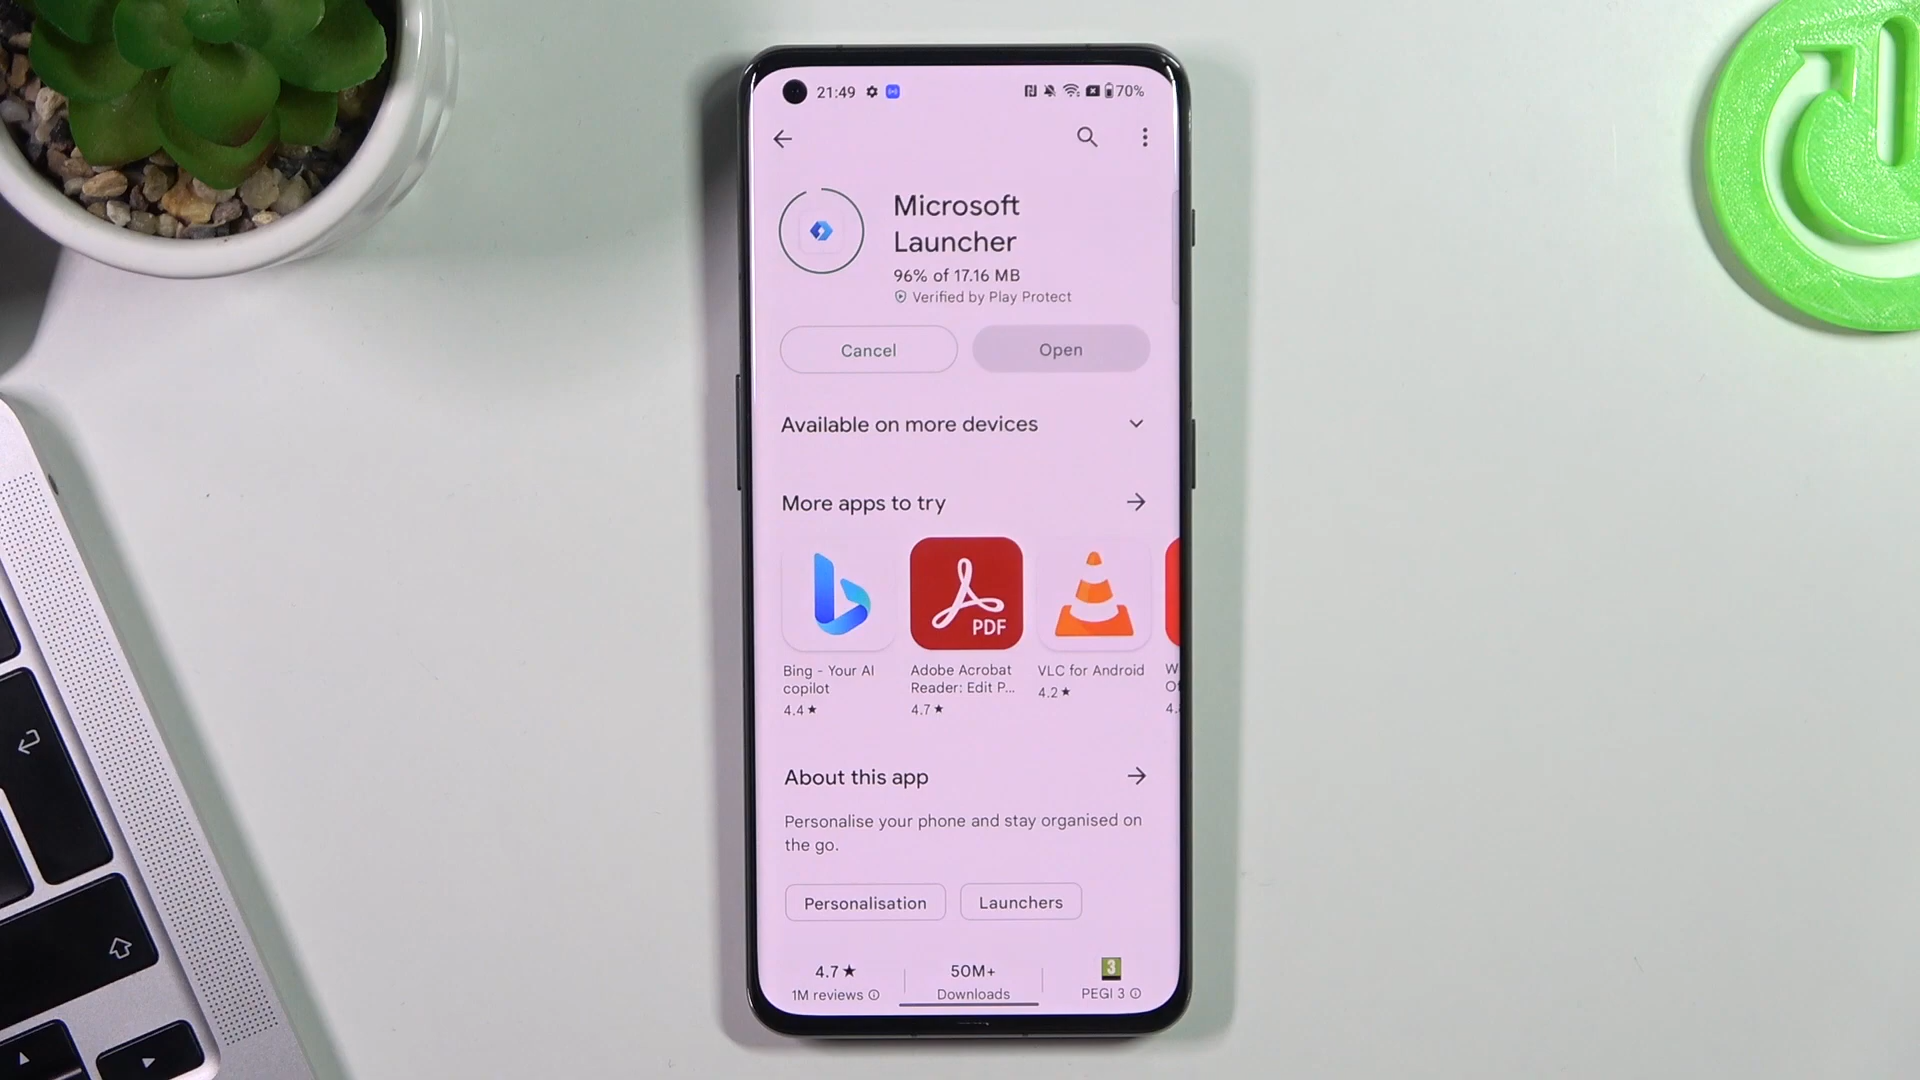 21:49
70%
Microsoft
Launcher
96% of 17.16 MB
Verified by Play Protect
Cancel
Open
Available on more devices
More apps to try
PDF
Bing - Your AI
copilot
4.4★
Adobe Acrobat
Reader: Edit P...
4.7★
VLC for Android
4.2★
W
4.
About this app
Personalise your phone and stay organised on
the go.
Personalisation
Launchers
4.7★
1M reviews
50M+
Downloads
3
PEGI 3